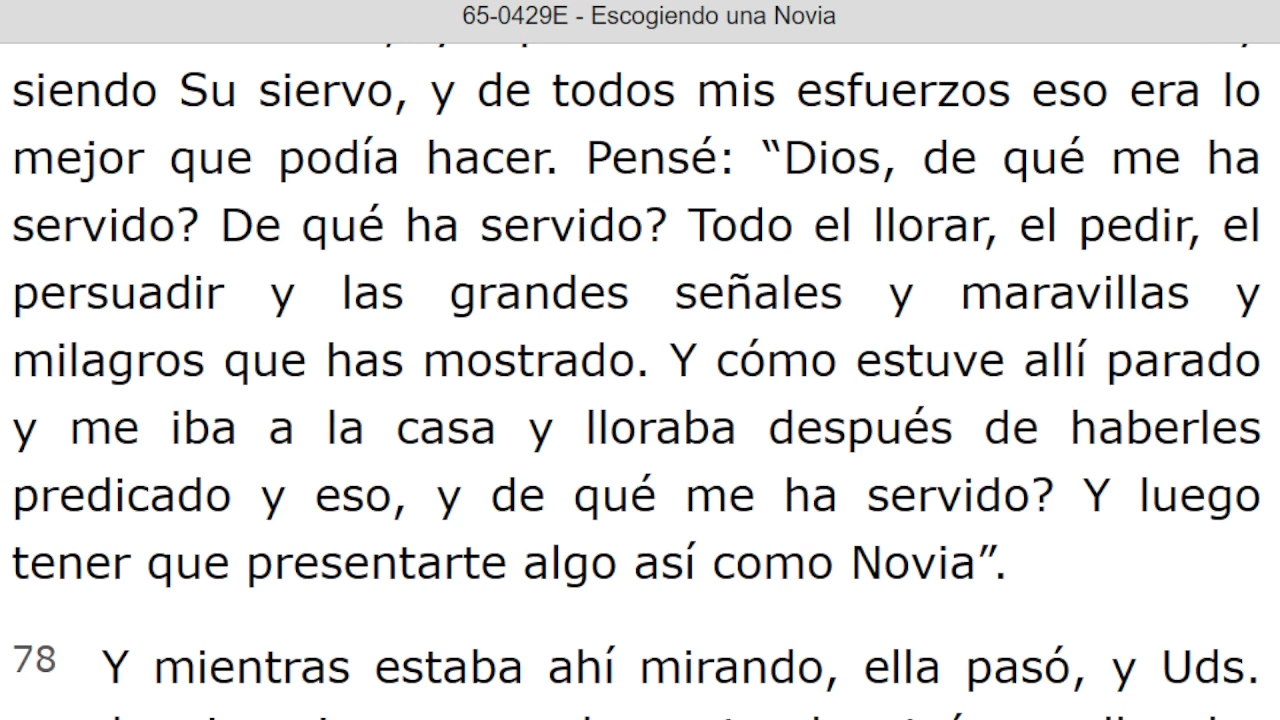 65-0429E - Escogiendo una Novia
siendo Su siervo, y de todos mis esfuerzos eso era lo
mejor que podía hacer. Pensé: “Dios, de qué me ha
servido? De qué ha servido? Todo el llorar, el pedir, el
persuadir y las grandes señales y maravillas y
milagros que has mostrado. Y cómo estuve allí parado
y me iba a la casa y lloraba después de haberles
predicado y eso, y de qué me ha servido? Y luego
tener que presentarte algo así como Novia”.
78 Y mientras estaba ahí mirando, ella pasó, y Uds.